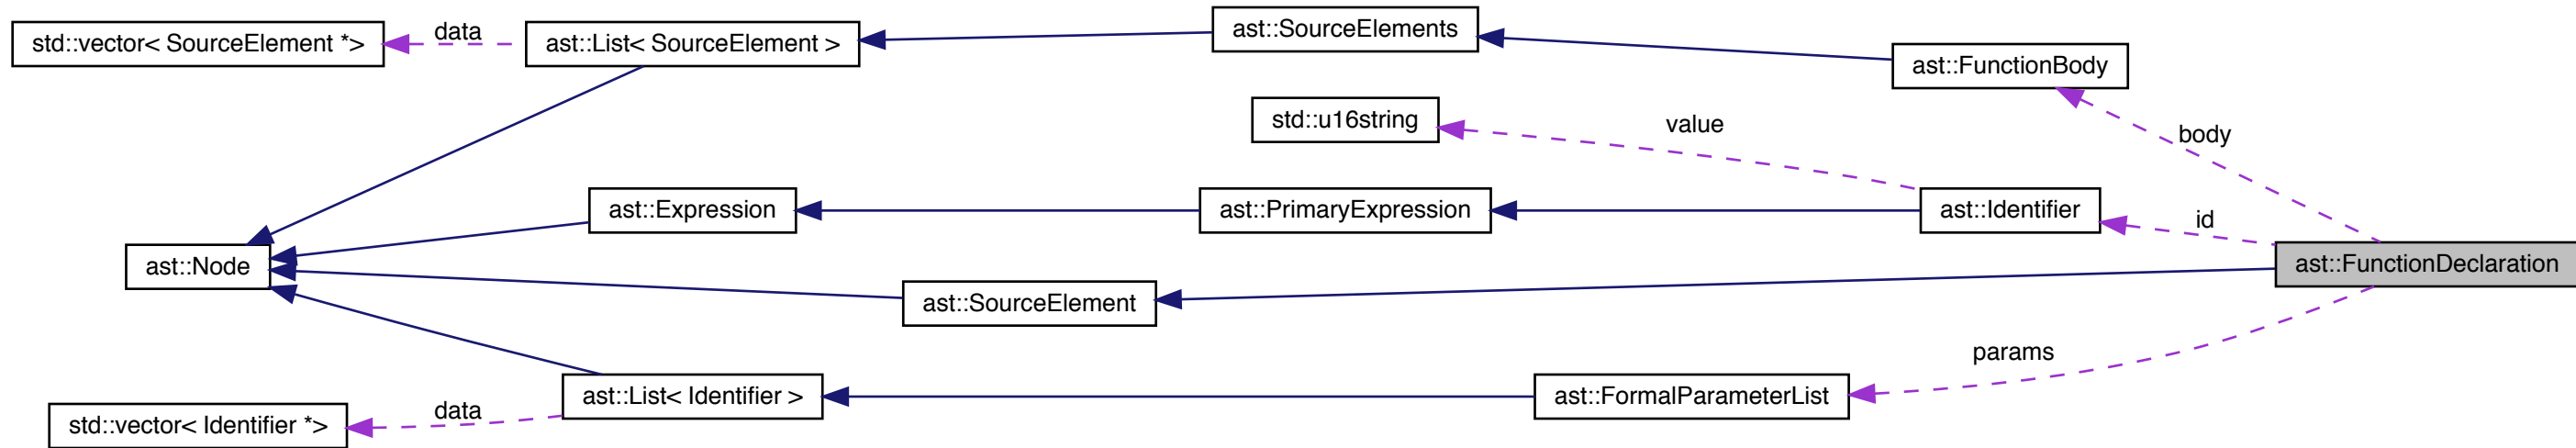 std::vector< SourceElement *>
data
ast::List< SourceElement >
ast::SourceElements
ast::FunctionBody
std::u16string
value
body
ast::Expression
ast::PrimaryExpression
ast::Identifier
id
ast::Node
ast::FunctionDeclaration
ast::SourceElement
params
ast::List< Identifier >
ast::FormalParameterList
std::vector< Identifier *>
data